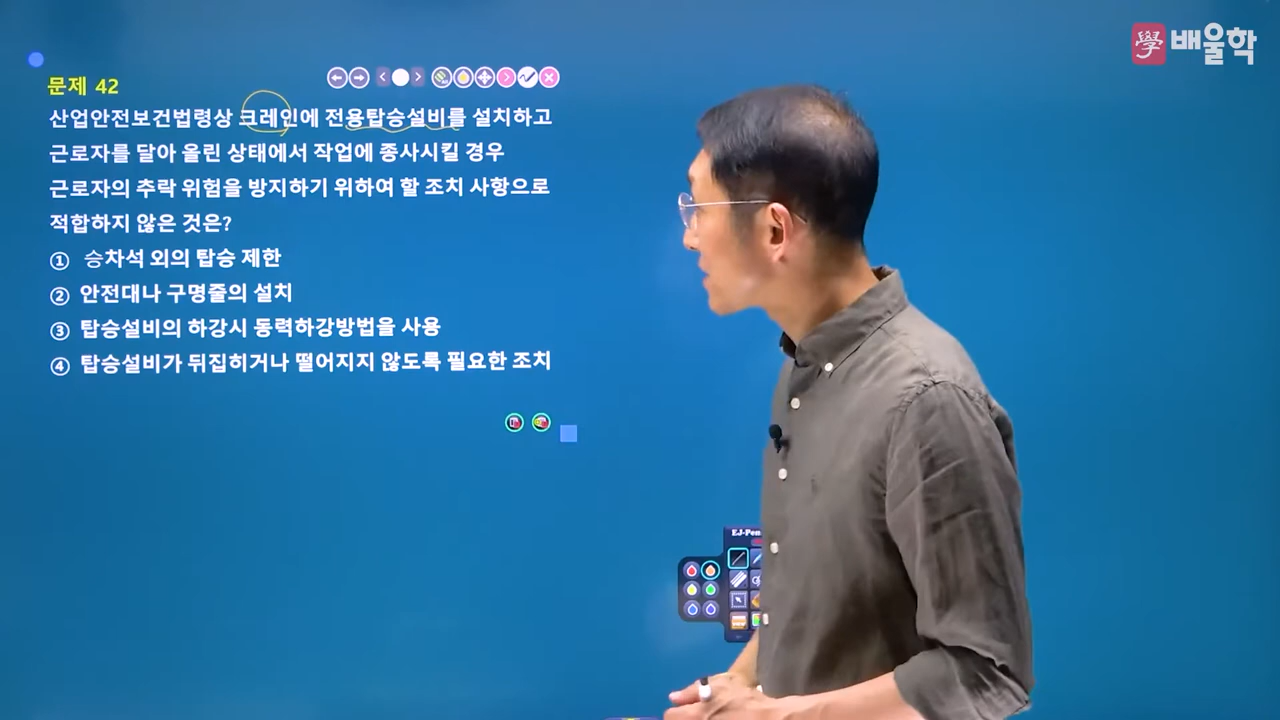 學 배울학
문제 42
산업안전보건법령상 크레인에 전용탑승설비를 설치하고
근로자를 달아 올린 상태에서 작업에 종사시킬 경우
근로자의 추락 위험을 방지하기 위하여 할 조치 사항으로
적합하지 않은 것은?
① 승차석 외의 탑승 제한
② 안전대나 구명줄의 설치
③ 탑승설비의 하강시 동력하강방법을 사용
④ 탑승설비가 뒤집히거나 떨어지지 않도록 필요한 조치
EJ-Pen